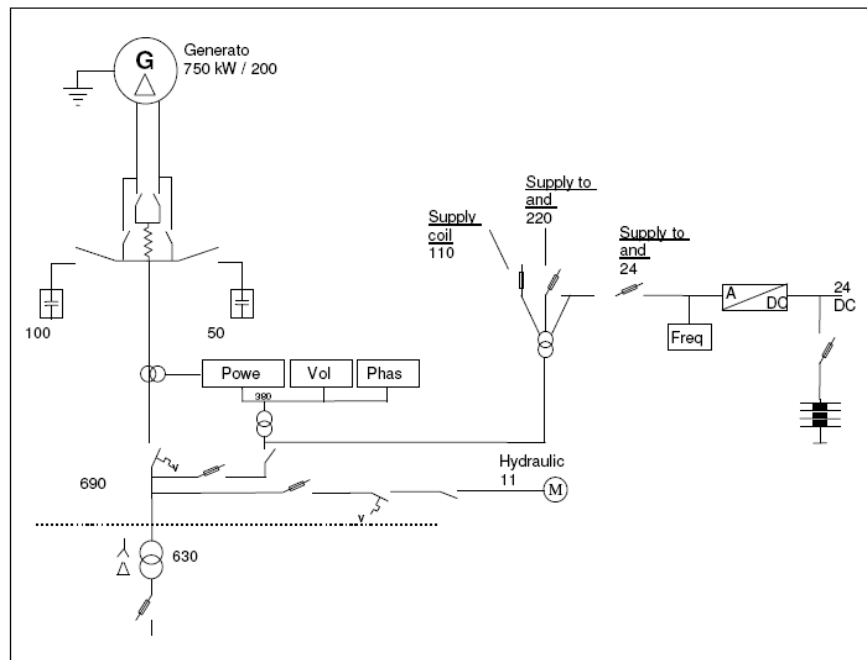 G
Generato
750 kW / 200
Supply to
and
220
Supply
coil
110
Supply to
and
24
A
DC
24
DC
Freq
100
50
Powe
Vol
Phas
380
Hydraulic
11
M
690
630